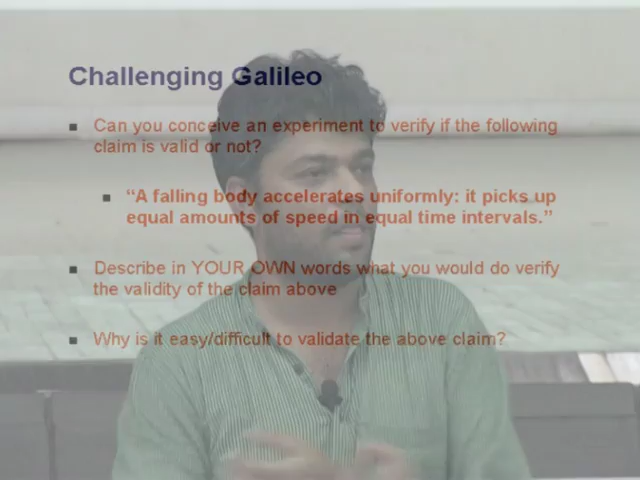 Challenging Galileo
Can you conceive an experiment to verify if the following
claim is valid or not?
“A falling body accelerates uniformly: it picks up
equal amounts of speed in equal time intervals.”
Describe in YOUR OWN words what you would do verify
the validity of the claim above
Why is it easy/difficult to validate the above claim?